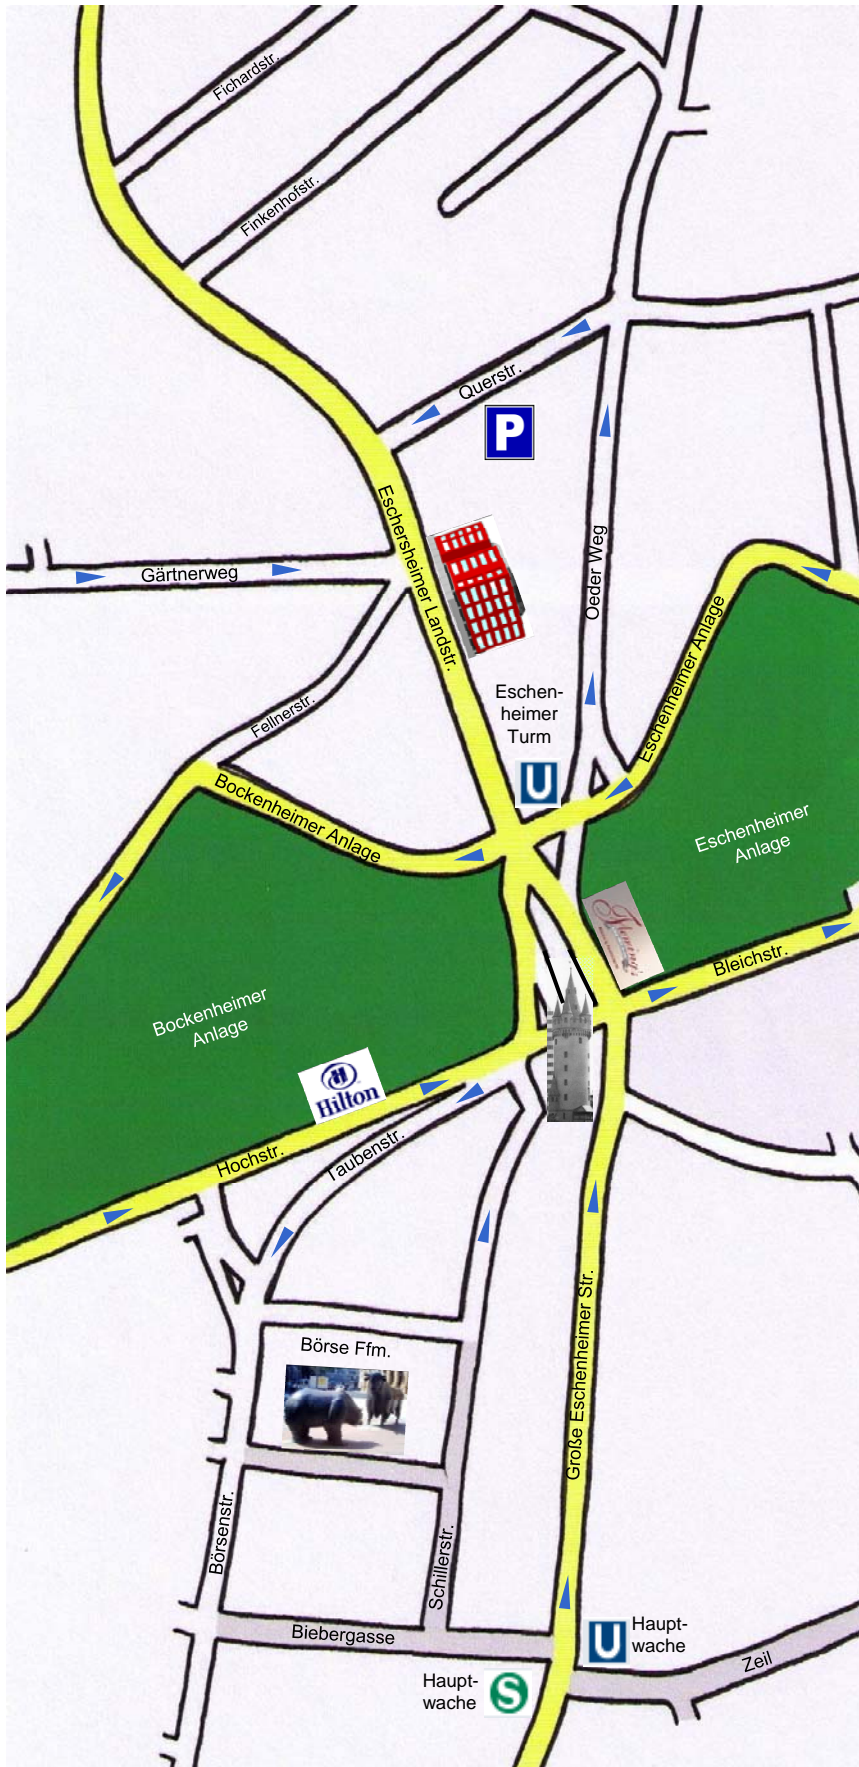 Fichardstr.
Finkenhofstr.
Querstr.
P
Eschersheimer Landstr.
Gärtnerweg
Oeder Weg
Eschenheimer Anlage
Fellnerstr.
Eschen-
heimer
Turm
U
Bockenheimer Anlage
Eschenheimer
Anlage
Fleming's
Bleichstr.
Bockenheimer
Anlage
Hilton
Hochstr.
Taubenstr.
Große Eschenheimer Str.
Börse Ffm.
Börsenstr.
Schillerstr.
Biebergasse
U
Haupt-
wache
Zeil
Haupt-
wache
S